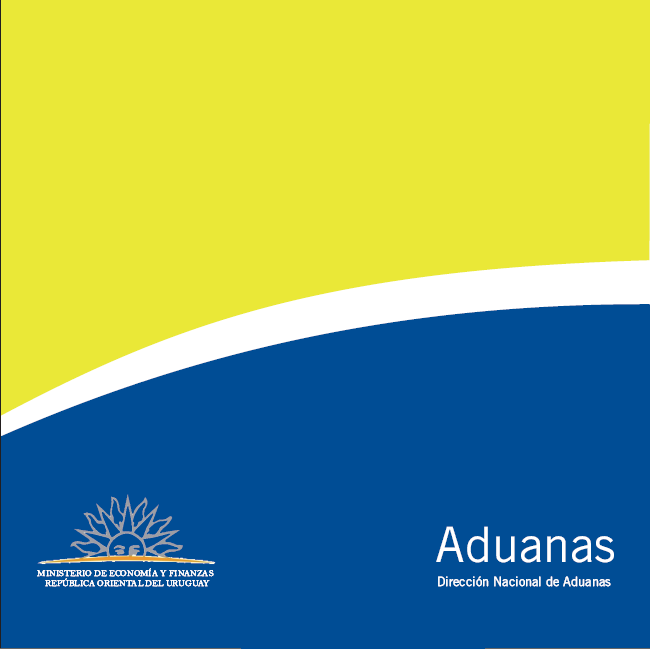 Aduanas
Dirección Nacional de Aduanas
MINISTERIO DE ECONOMÍA Y FINANZAS
REPÚBLICA ORIENTAL DEL URUGUAY